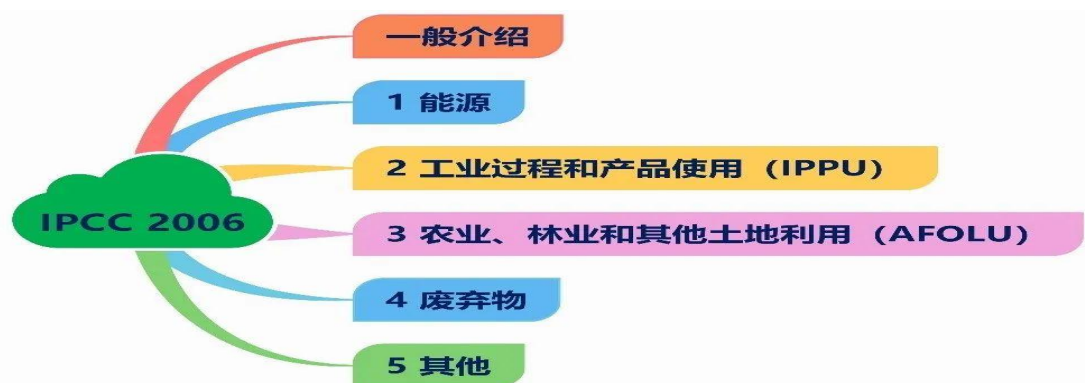 一般介绍
1 能源
2 工业过程和产品使用（IPPU）
IPCC 2006
3 农业、林业和其他土地利用（AFOLU）
4 废弃物
5 其他